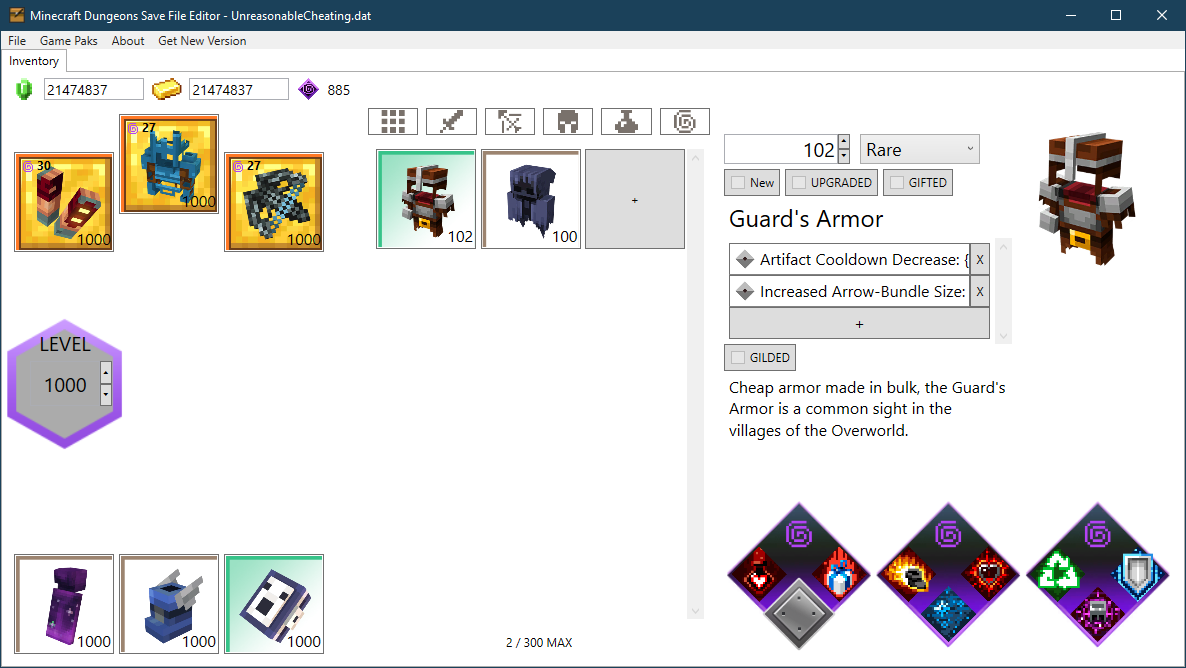 Minecraft Dungeons Save File Editor - UnreasonableCheating.dat
File Game Paks About Get New Version
Inventory
21474837 21474837 885
27
1000
30
1000
27
1000
102
100
+
LEVEL
1000
1000
1000
1000
2 / 300 MAX
102 Rare
New UPGRADED GIFTED
Guard's Armor
Artifact Cooldown Decrease: { X
Increased Arrow-Bundle Size: X
+
GILDED
Cheap armor made in bulk, the Guard's
Armor is a common sight in the
villages of the Overworld.